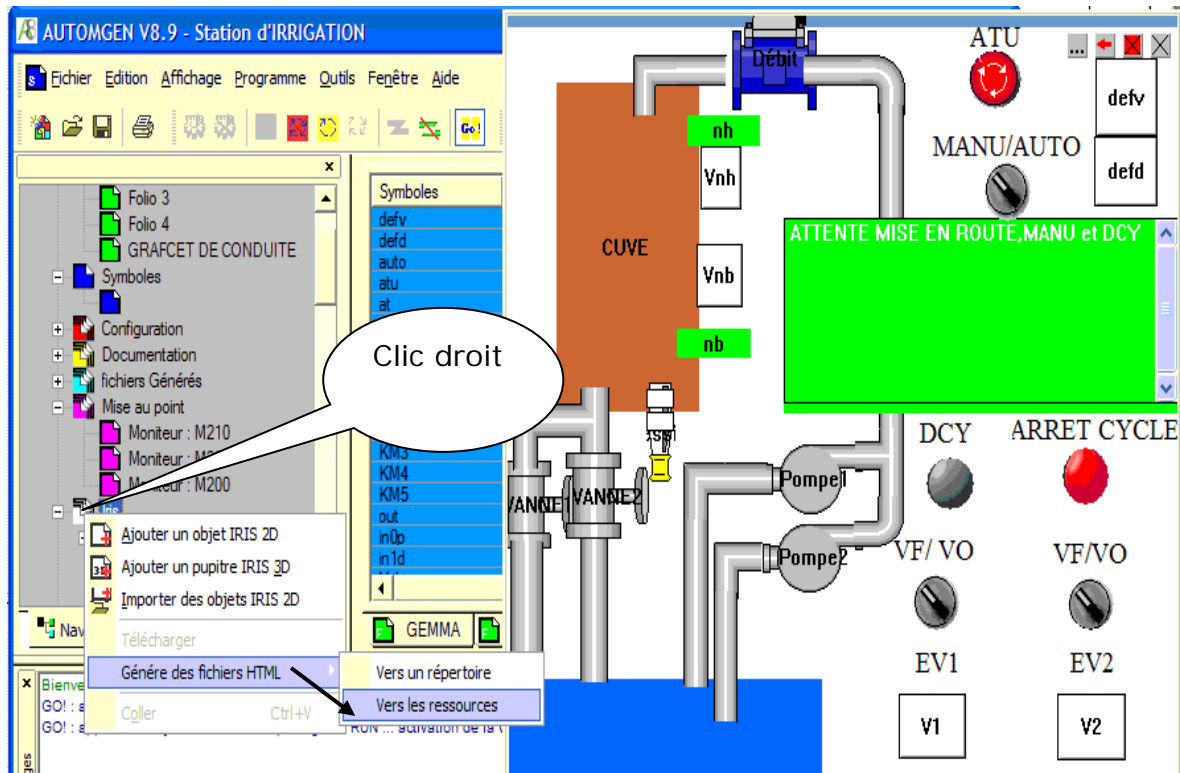 AUTOMGEN V8.9 - Station d'IRRIGATION
Fichier Edition Affichage Programme Outils Fenêtre Aide
Go!
x
Folio 3
Folio 4
GRAFCET DE CONDUITE
Symboles
Configuration
Documentation
fichiers Générés
Mise au point
Moniteur : M210
Moniteur : M2
Moniteur : M200
Iris
Symboles
defv
defd
auto
atu
at
KM3
KM4
KM5
out
in0p
in1d
Clic droit
Ajouter un objet IRIS 2D
Ajouter un pupitre IRIS 3D
Importer des objets IRIS 2D
Télécharger
Génére des fichiers HTML
Coller Ctrl+V
Vers un répertoire
Vers les ressources
Nav
GEMMA
x
Bienve
GO! : a
GO! : a
RUN ... activation de la v
ges
Débit
ATU
...
defv
defd
MANU/AUTO
nh
Vnh
CUVE
Vnb
nb
ATTENTE MISE EN ROUTE,MANU et DCY
VANNE1
VANNE2
Pompe1
Pompe2
DCY
ARRET CYCLE
VF/ VO
VF/VO
EV1
EV2
V1
V2